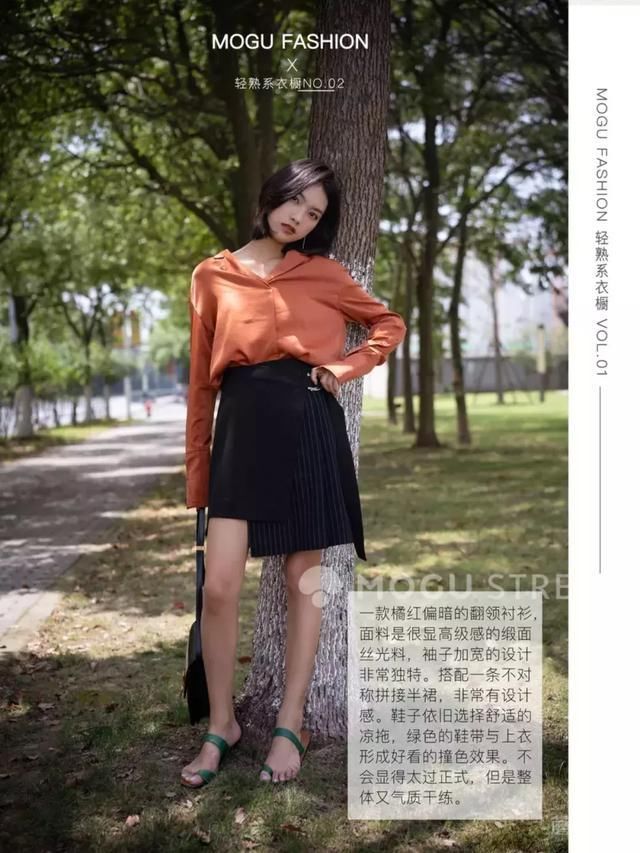 MOGU FASHION
X
轻熟系衣橱NO.02
MOGU FASHION 轻熟系衣橱 VOL.01
MOGU STRE
一款橘红偏暗的翻领衬衫，
面料是很显高级感的缎面
丝光料，袖子加宽的设计
非常独特。搭配一条不对
称拼接半裙，非常有设计
感。鞋子依旧选择舒适的
凉拖，绿色的鞋带与上衣
形成好看的撞色效果。不
会显得太过正式，但是整
体又气质干练。